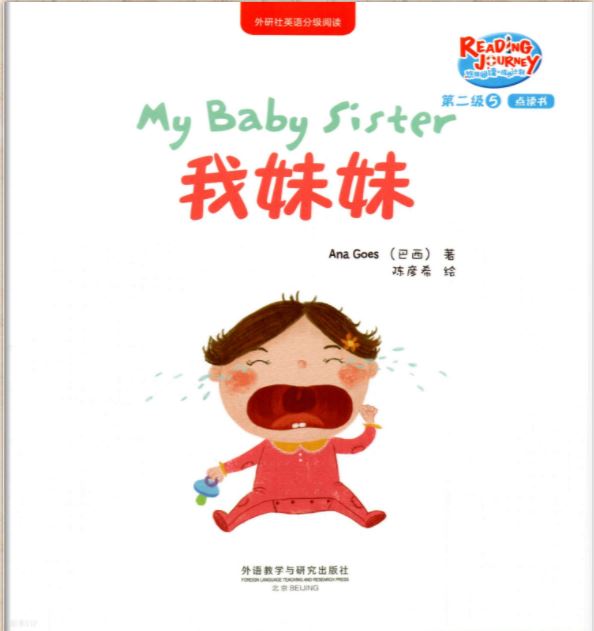 外研社英语分级阅读
READING
JOURNEY
第二级5 点读书
My Baby Sister
我妹妹
Ana Goes （巴西） 著
陈彦希 绘
外语教学与研究出版社
FOREIGN LANGUAGE TEACHING AND RESEARCH PRESS
北京 BEIJING